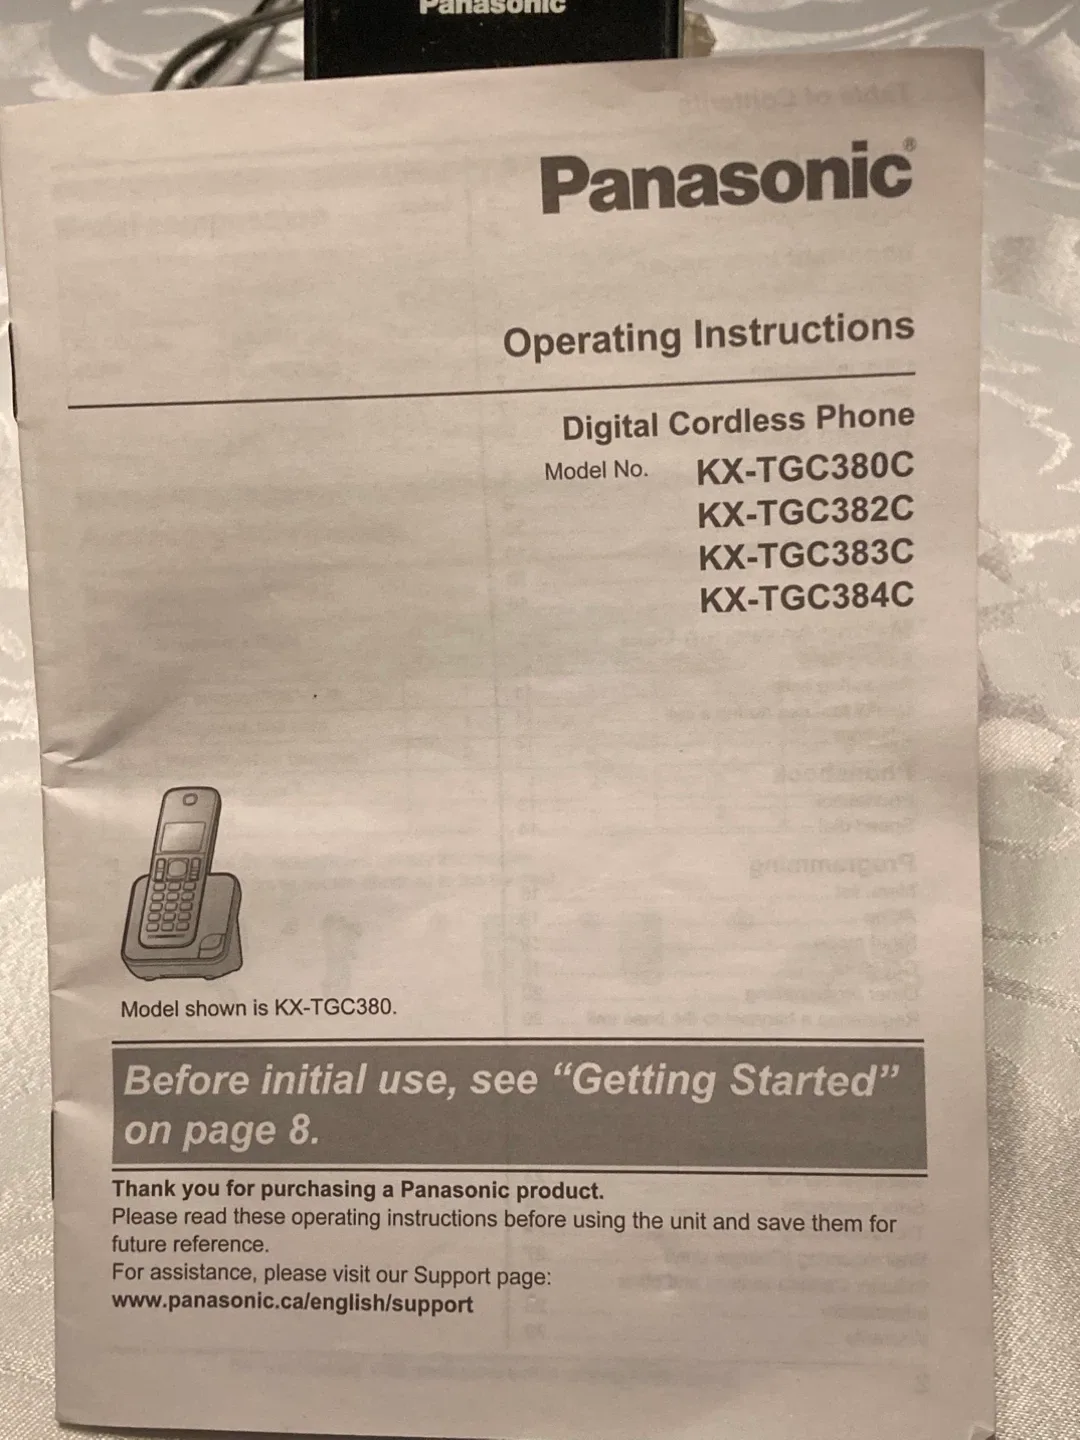 Panasonic
Panasonic®
Operating Instructions
Digital Cordless Phone
Model No. KX-TGC380C
KX-TGC382C
KX-TGC383C
KX-TGC384C
Model shown is KX-TGC380.
Before initial use, see “Getting Started”
on page 8.
Thank you for purchasing a Panasonic product.
Please read these operating instructions before using the unit and save them for
future reference.
For assistance, please visit our Support page:
www.panasonic.ca/english/support